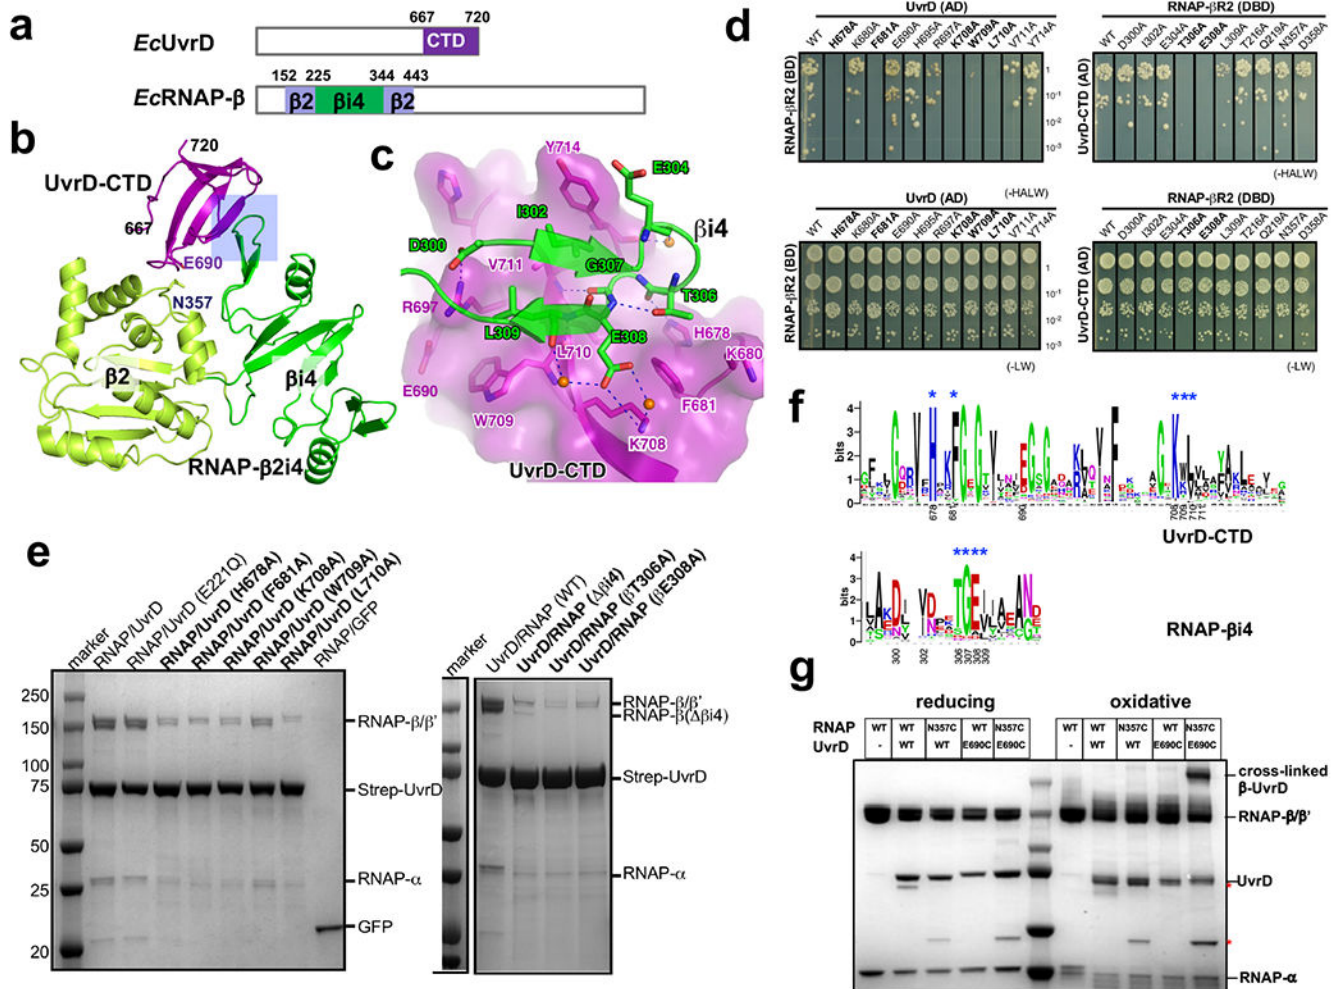 a
EcUvrD
667 720
CTD
EcRNAP-β
152 225 344 443
β2 βi4 β2
b
720
UvrD-CTD
667
E690
N357
β2
βi4
RNAP-β2i4
c
Y714
E304
I302
βi4
D300
V711
G307
R697
T306
L309
E308
H678
L710
K680
E690
F681
W709
K708
UvrD-CTD
d
UvrD (AD)
WT H678A K680A F681A E690A H695A R697A K708A W709A L710A V711A Y714A
RNAP-βR2 (BD)
1
10⁻¹
10⁻²
10⁻³
(-HALW)
RNAP-βR2 (DBD)
WT D300A I302A E304A T306A E308A L309A T216A Q219A N357A D358A
UvrD-CTD (AD)
(-HALW)
UvrD (AD)
WT H678A K680A F681A E690A H695A R697A K708A W709A L710A V711A Y714A
RNAP-βR2 (BD)
1
10⁻¹
10⁻²
10⁻³
(-LW)
RNAP-βR2 (DBD)
WT D300A I302A E304A T306A E308A L309A T216A Q219A N357A D358A
UvrD-CTD (AD)
(-LW)
e
marker
RNAP/UvrD
RNAP/UvrD (E221Q)
RNAP/UvrD (H678A)
RNAP/UvrD (F681A)
RNAP/UvrD (K708A)
RNAP/UvrD (W709A)
RNAP/UvrD (L710A)
RNAP/GFP
250
150
100
75
50
25
20
RNAP-β/β'
Strep-UvrD
RNAP-α
GFP
marker
UvrD/RNAP (WT)
UvrD/RNAP (Δβi4)
UvrD/RNAP (βT306A)
UvrD/RNAP (βE308A)
RNAP-β/β'
RNAP-β(Δβi4)
Strep-UvrD
RNAP-α
f
* * ***
bits
4
3
2
1
0
678 681 690 708 709 710 711
UvrD-CTD
****
bits
4
3
2
1
0
300 302 306 307 308 309
RNAP-βi4
g
reducing oxidative
RNAP WT WT N357C WT N357C WT WT N357C WT N357C
UvrD - WT WT E690C E690C - WT WT E690C E690C
cross-linked
β-UvrD
RNAP-β/β'
UvrD
RNAP-α